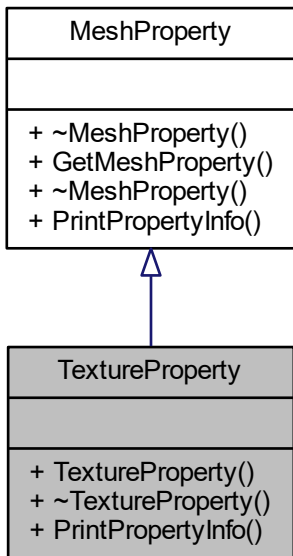 MeshProperty
+ ~MeshProperty()
+ GetMeshProperty()
+ ~MeshProperty()
+ PrintPropertyInfo()
TextureProperty
+ TextureProperty()
+ ~TextureProperty()
+ PrintPropertyInfo()